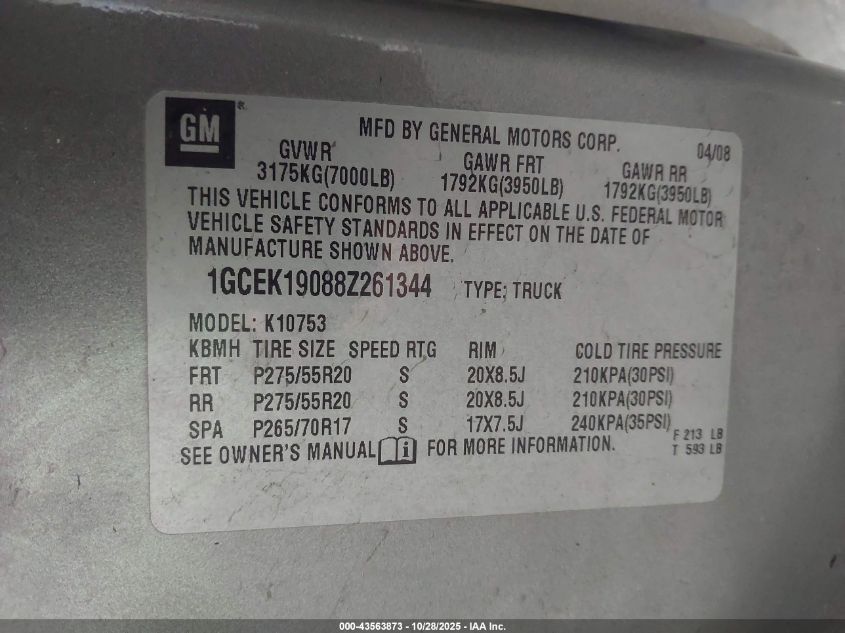 GM®
MFD BY GENERAL MOTORS CORP. 04/08
GVWR GAWR FRT GAWR RR
3175KG(7000LB) 1792KG(3950LB) 1792KG(3950LB)
THIS VEHICLE CONFORMS TO ALL APPLICABLE U.S. FEDERAL MOTOR
VEHICLE SAFETY STANDARDS IN EFFECT ON THE DATE OF
MANUFACTURE SHOWN ABOVE.
1GCEK19088Z261344 TYPE: TRUCK
MODEL: K10753
KBMH TIRE SIZE SPEED RTG RIM COLD TIRE PRESSURE
FRT P275/55R20 S 20X8.5J 210KPA(30PSI)
RR P275/55R20 S 20X8.5J 210KPA(30PSI)
SPA P265/70R17 S 17X7.5J 240KPA(35PSI)
F 213 LB
T 593 LB
SEE OWNER'S MANUAL i FOR MORE INFORMATION.
000-43563873 - 10/28/2025 - IAA Inc.